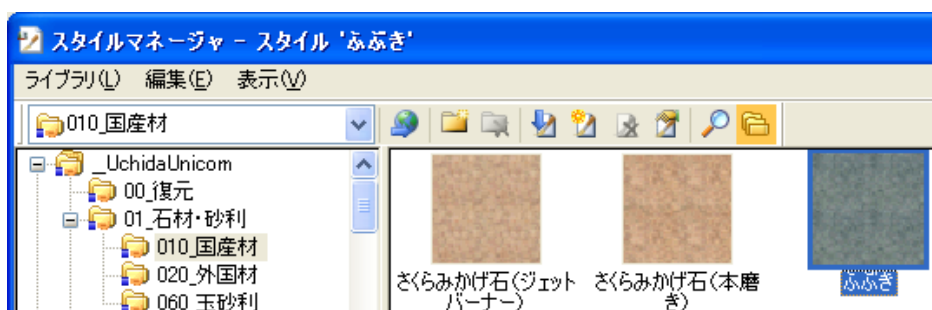 スタイルマネージャ - スタイル 'ふぶき'
ライブラリ(L) 編集(E) 表示(V)
010_国産材
_UchidaUnicom
00_復元
01_石材・砂利
010_国産材
020_外国材
060_玉砂利
さくらみかげ石(ジェット
バーナー)
さくらみかげ石(本磨
き)
ふぶき